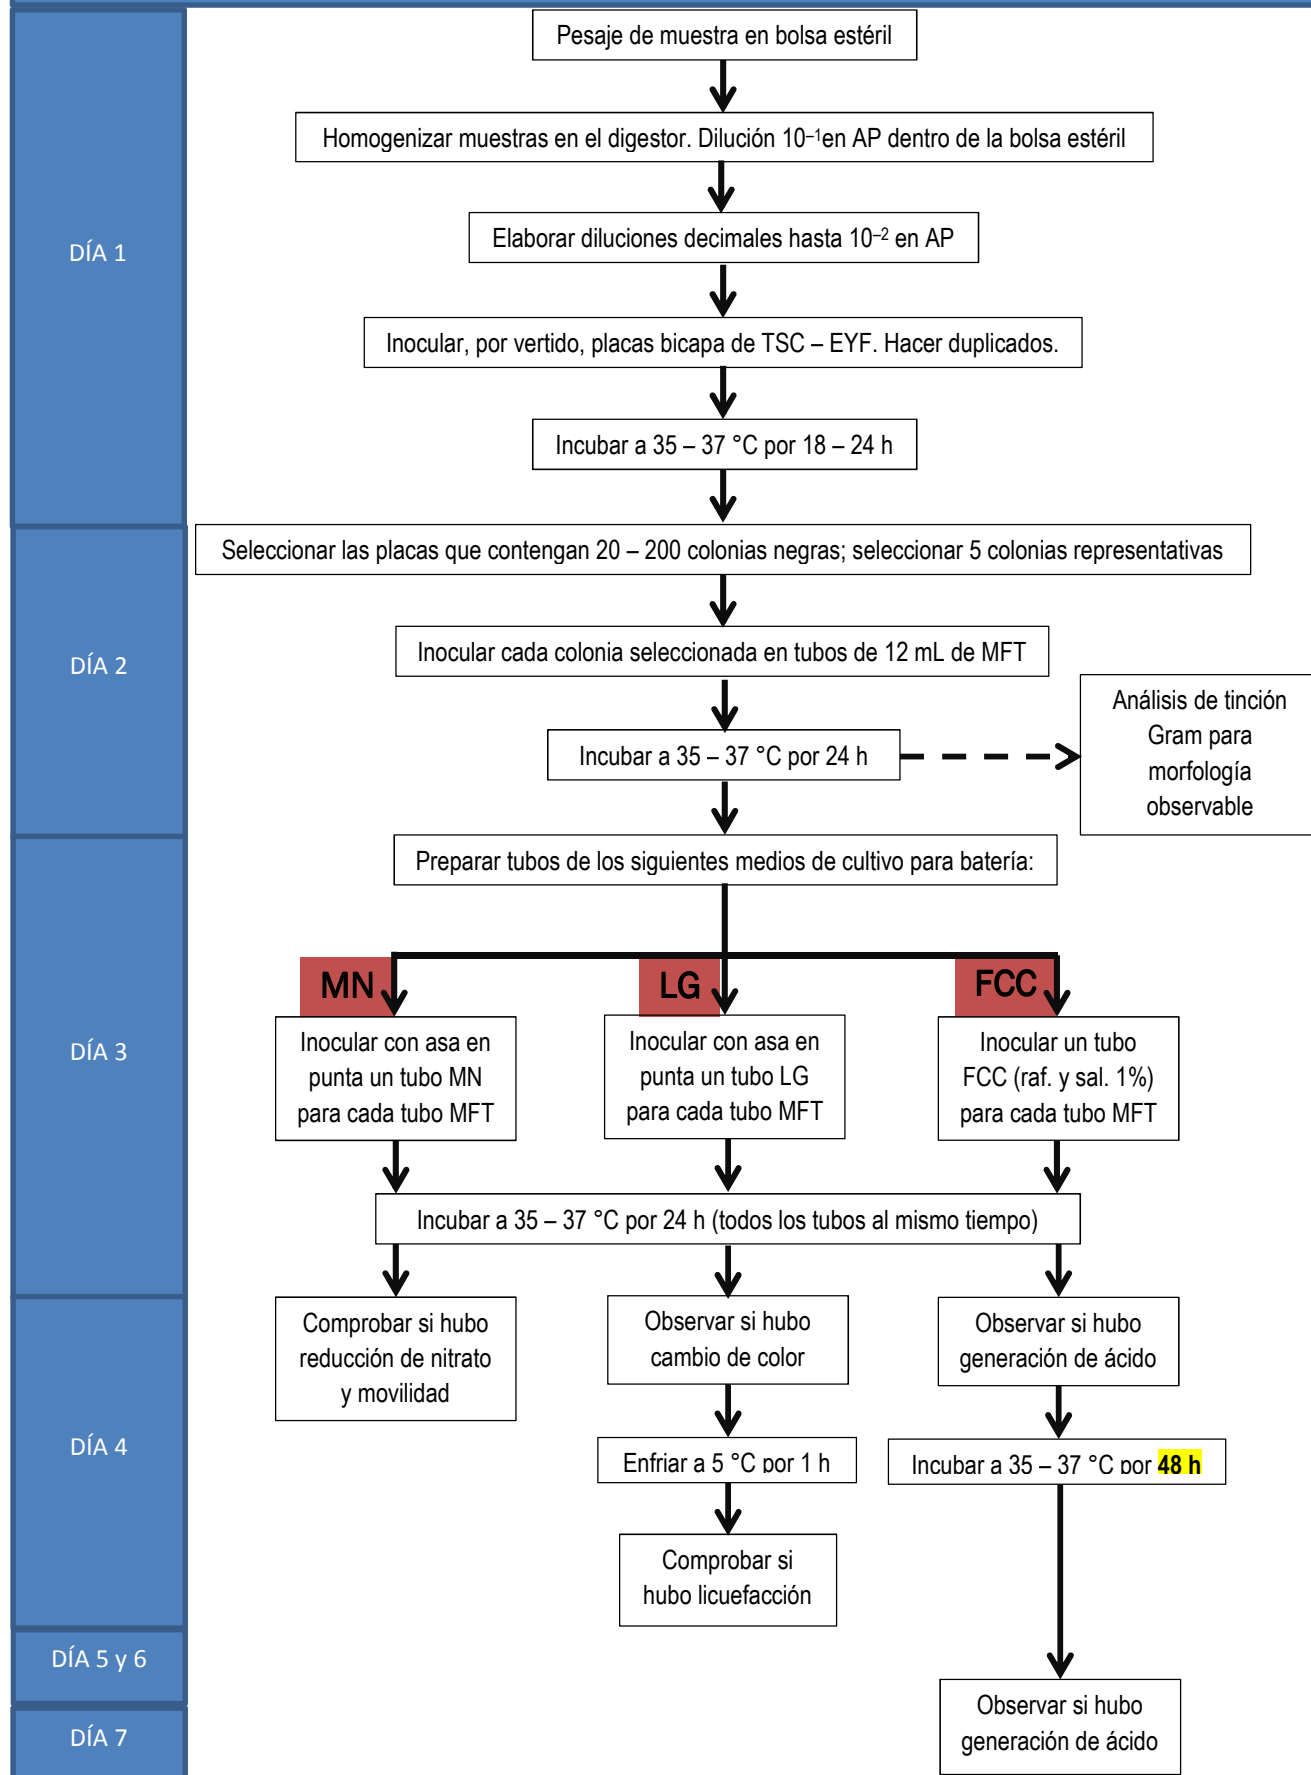 Pesaje de muestra en bolsa estéril
Homogenizar muestras en el digestor. Dilución 10⁻¹en AP dentro de la bolsa estéril
DÍA 1
Elaborar diluciones decimales hasta 10⁻² en AP
Inocular, por vertido, placas bicapa de TSC – EYF. Hacer duplicados.
Incubar a 35 – 37 °C por 18 – 24 h
Seleccionar las placas que contengan 20 – 200 colonias negras; seleccionar 5 colonias representativas
DÍA 2
Inocular cada colonia seleccionada en tubos de 12 mL de MFT
Incubar a 35 – 37 °C por 24 h
Análisis de tinción
Gram para
morfología
observable
Preparar tubos de los siguientes medios de cultivo para batería:
DÍA 3
MN
LG
FCC
Inocular con asa en
punta un tubo MN
para cada tubo MFT
Inocular con asa en
punta un tubo LG
para cada tubo MFT
Inocular un tubo
FCC (raf. y sal. 1%)
para cada tubo MFT
Incubar a 35 – 37 °C por 24 h (todos los tubos al mismo tiempo)
DÍA 4
Comprobar si hubo
reducción de nitrato
y movilidad
Observar si hubo
cambio de color
Observar si hubo
generación de ácido
Enfriar a 5 °C por 1 h
Incubar a 35 – 37 °C por 48 h
Comprobar si
hubo licuefacción
DÍA 5 y 6
DÍA 7
Observar si hubo
generación de ácido